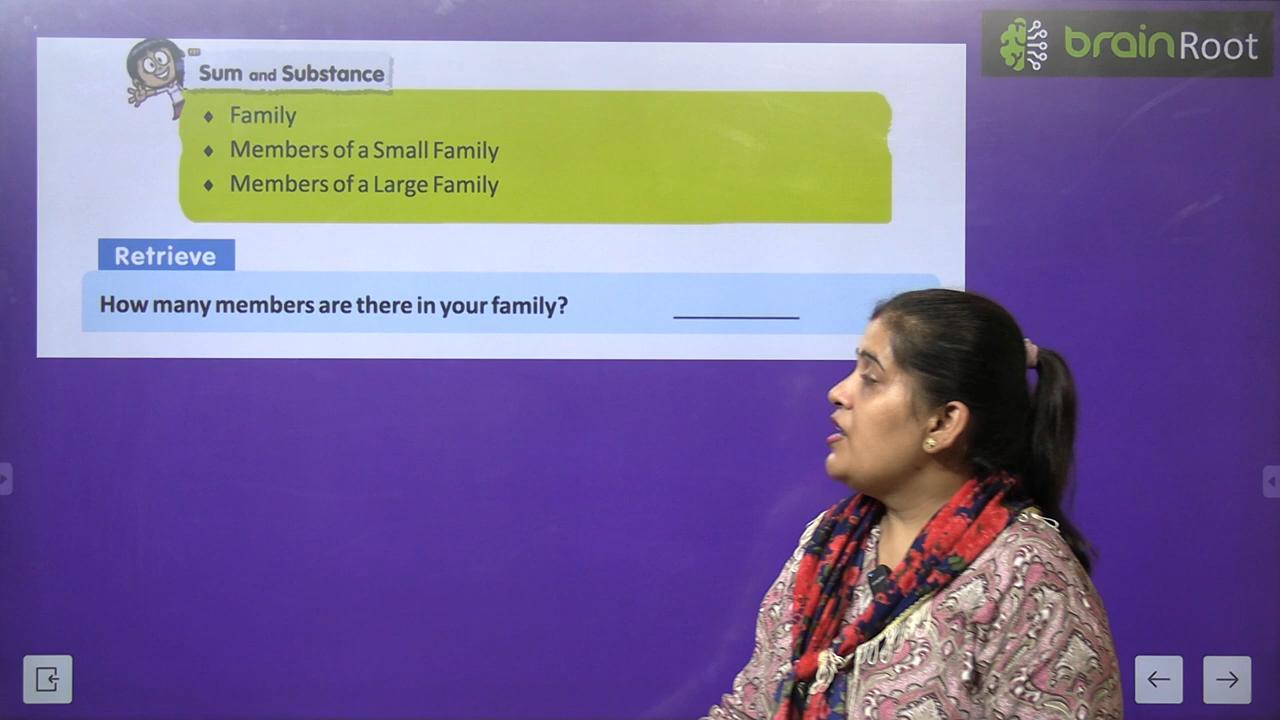 brainRoot
Sum and Substance
♦ Family
♦ Members of a Small Family
♦ Members of a Large Family
Retrieve
How many members are there in your family? __________